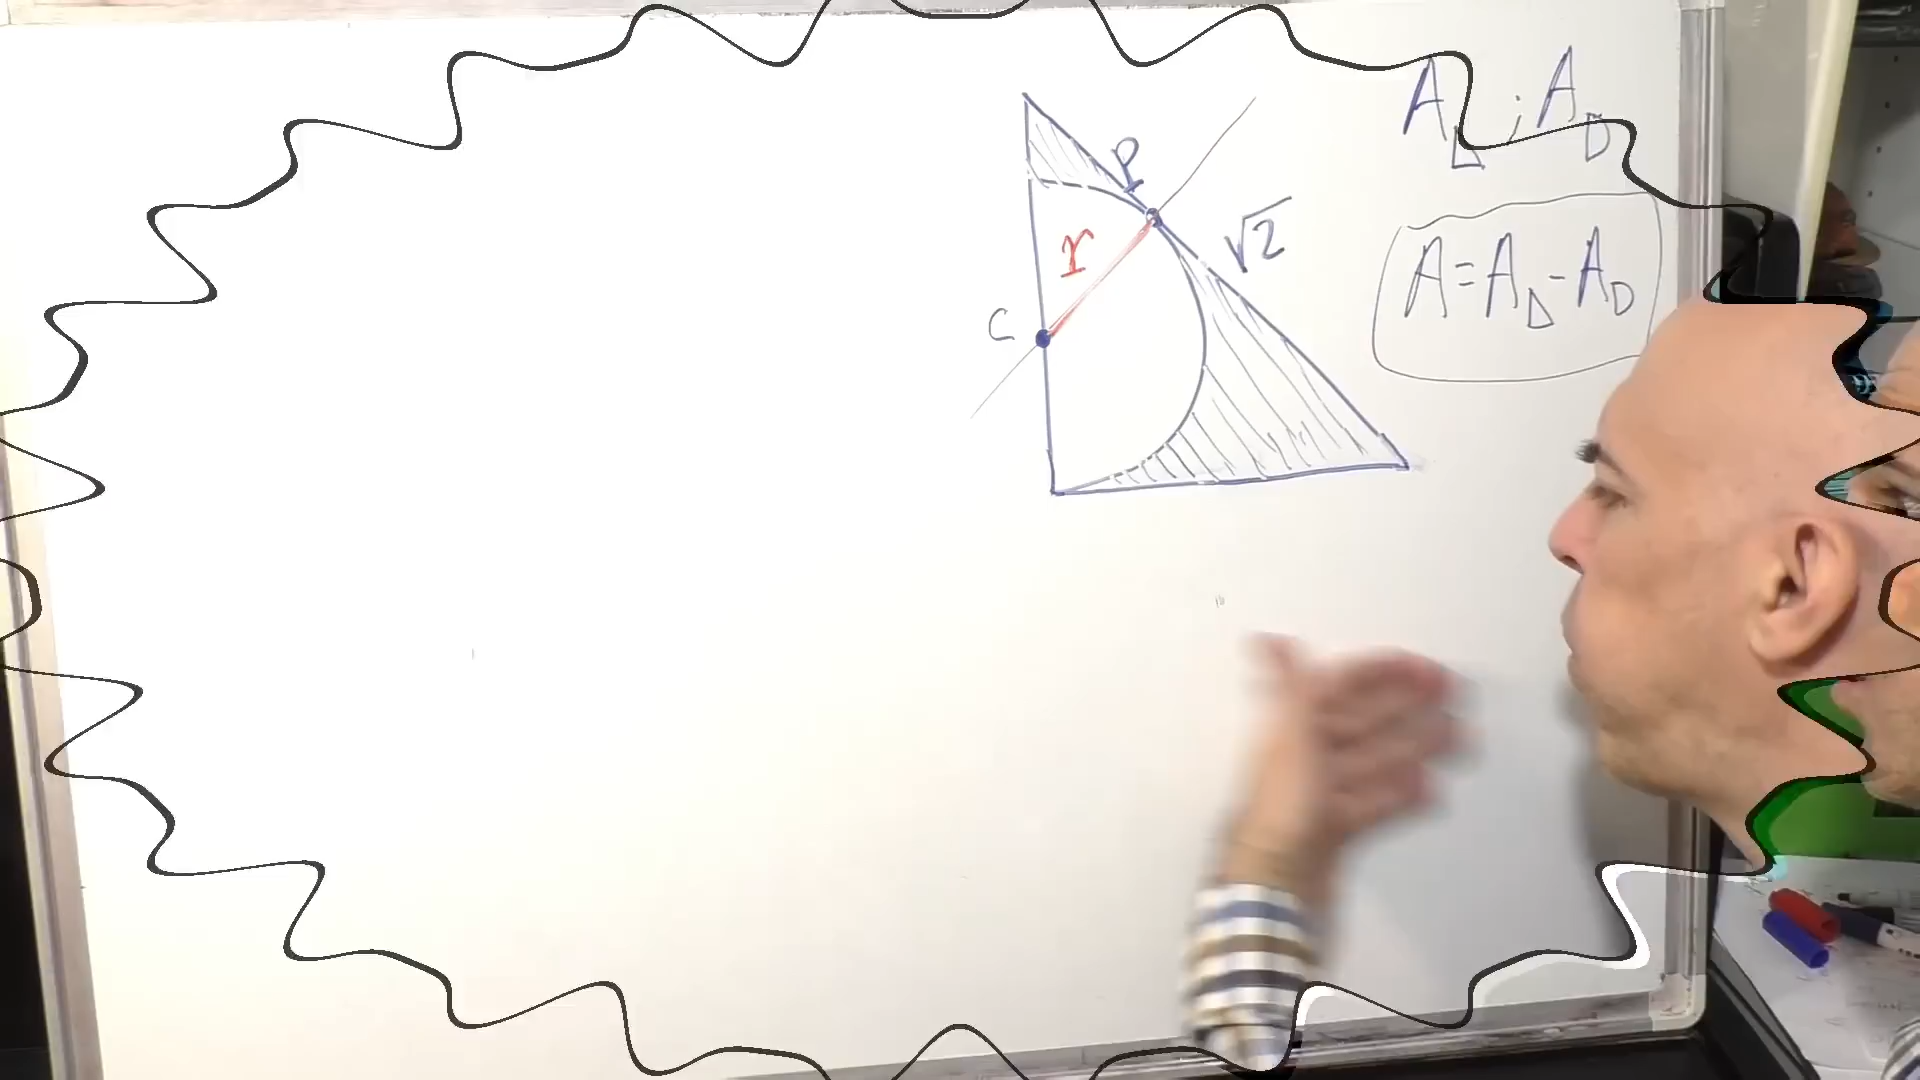 A△ ; AD
P
r
√2
C
A = A△ - AD